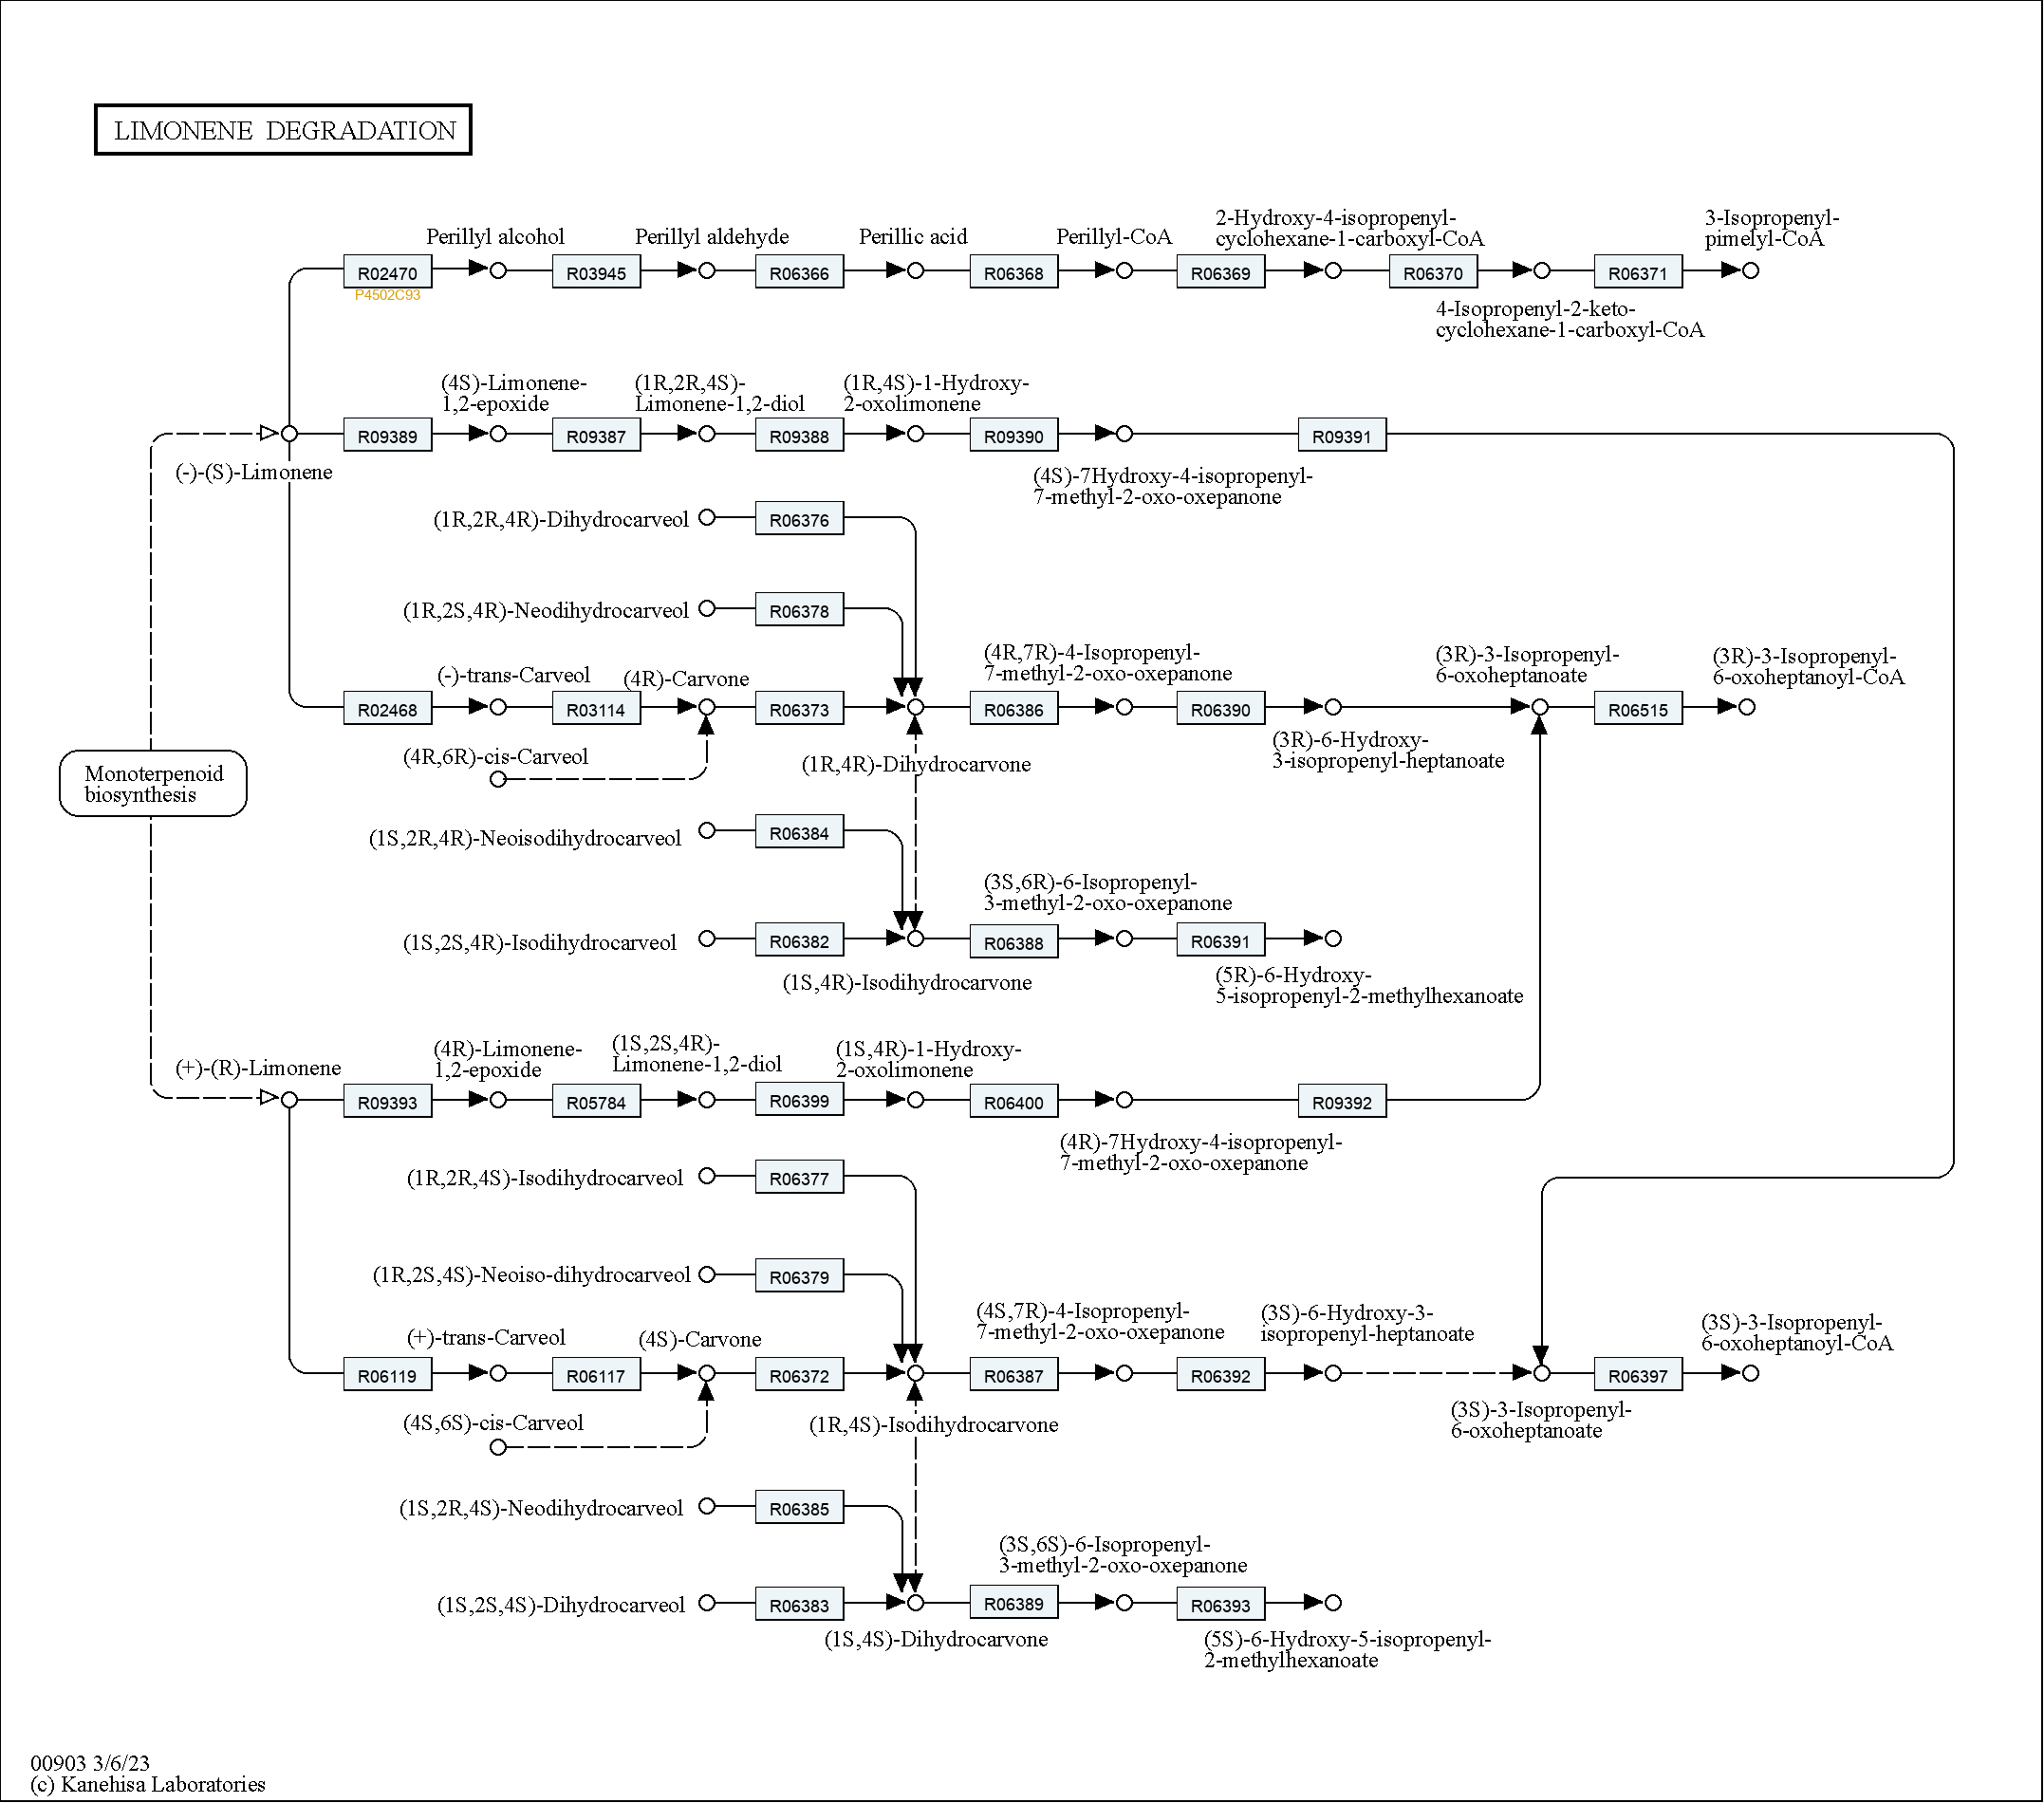 LIMONENE DEGRADATION
Perillyl alcohol
Perillyl aldehyde
Perillic acid
Perillyl-CoA
2-Hydroxy-4-isopropenyl-
cyclohexane-1-carboxyl-CoA
3-Isopropenyl-
pimelyl-CoA
R02470
R03945
R06366
R06368
R06369
R06370
R06371
P4502C93
4-Isopropenyl-2-keto-
cyclohexane-1-carboxyl-CoA
(4S)-Limonene-
1,2-epoxide
(1R,2R,4S)-
Limonene-1,2-diol
(1R,4S)-1-Hydroxy-
2-oxolimonene
R09389
R09387
R09388
R09390
R09391
(-)-(S)-Limonene
(4S)-7Hydroxy-4-isopropenyl-
7-methyl-2-oxo-oxepanone
(1R,2R,4R)-Dihydrocarveol
R06376
(1R,2S,4R)-Neodihydrocarveol
R06378
(-)-trans-Carveol
(4R)-Carvone
(4R,7R)-4-Isopropenyl-
7-methyl-2-oxo-oxepanone
(3R)-3-Isopropenyl-
6-oxoheptanoate
(3R)-3-Isopropenyl-
6-oxoheptanoyl-CoA
R02468
R03114
R06373
R06386
R06390
R06515
(4R,6R)-cis-Carveol
(1R,4R)-Dihydrocarvone
(3R)-6-Hydroxy-
3-isopropenyl-heptanoate
Monoterpenoid
biosynthesis
(1S,2R,4R)-Neoisodihydrocarveol
R06384
(3S,6R)-6-Isopropenyl-
3-methyl-2-oxo-oxepanone
(1S,2S,4R)-Isodihydrocarveol
R06382
R06388
R06391
(1S,4R)-Isodihydrocarvone
(5R)-6-Hydroxy-
5-isopropenyl-2-methylhexanoate
(+)-(R)-Limonene
(4R)-Limonene-
1,2-epoxide
(1S,2S,4R)-
Limonene-1,2-diol
(1S,4R)-1-Hydroxy-
2-oxolimonene
R09393
R05784
R06399
R06400
R09392
(4R)-7Hydroxy-4-isopropenyl-
7-methyl-2-oxo-oxepanone
(1R,2R,4S)-Isodihydrocarveol
R06377
(1R,2S,4S)-Neoiso-dihydrocarveol
R06379
(+)-trans-Carveol
(4S)-Carvone
(4S,7R)-4-Isopropenyl-
7-methyl-2-oxo-oxepanone
(3S)-6-Hydroxy-3-
isopropenyl-heptanoate
(3S)-3-Isopropenyl-
6-oxoheptanoyl-CoA
R06119
R06117
R06372
R06387
R06392
R06397
(4S,6S)-cis-Carveol
(1R,4S)-Isodihydrocarvone
(3S)-3-Isopropenyl-
6-oxoheptanoate
(1S,2R,4S)-Neodihydrocarveol
R06385
(3S,6S)-6-Isopropenyl-
3-methyl-2-oxo-oxepanone
(1S,2S,4S)-Dihydrocarveol
R06383
R06389
R06393
(1S,4S)-Dihydrocarvone
(5S)-6-Hydroxy-5-isopropenyl-
2-methylhexanoate
00903 3/6/23
(c) Kanehisa Laboratories